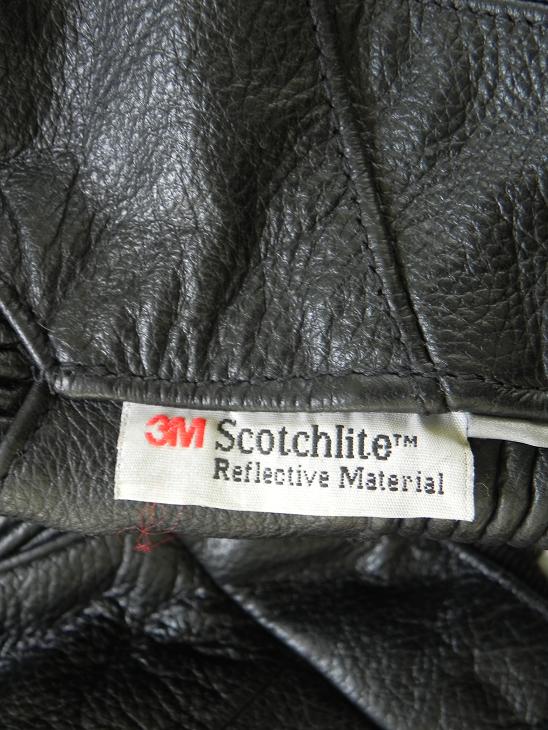 3M Scotchlite™
Reflective Material